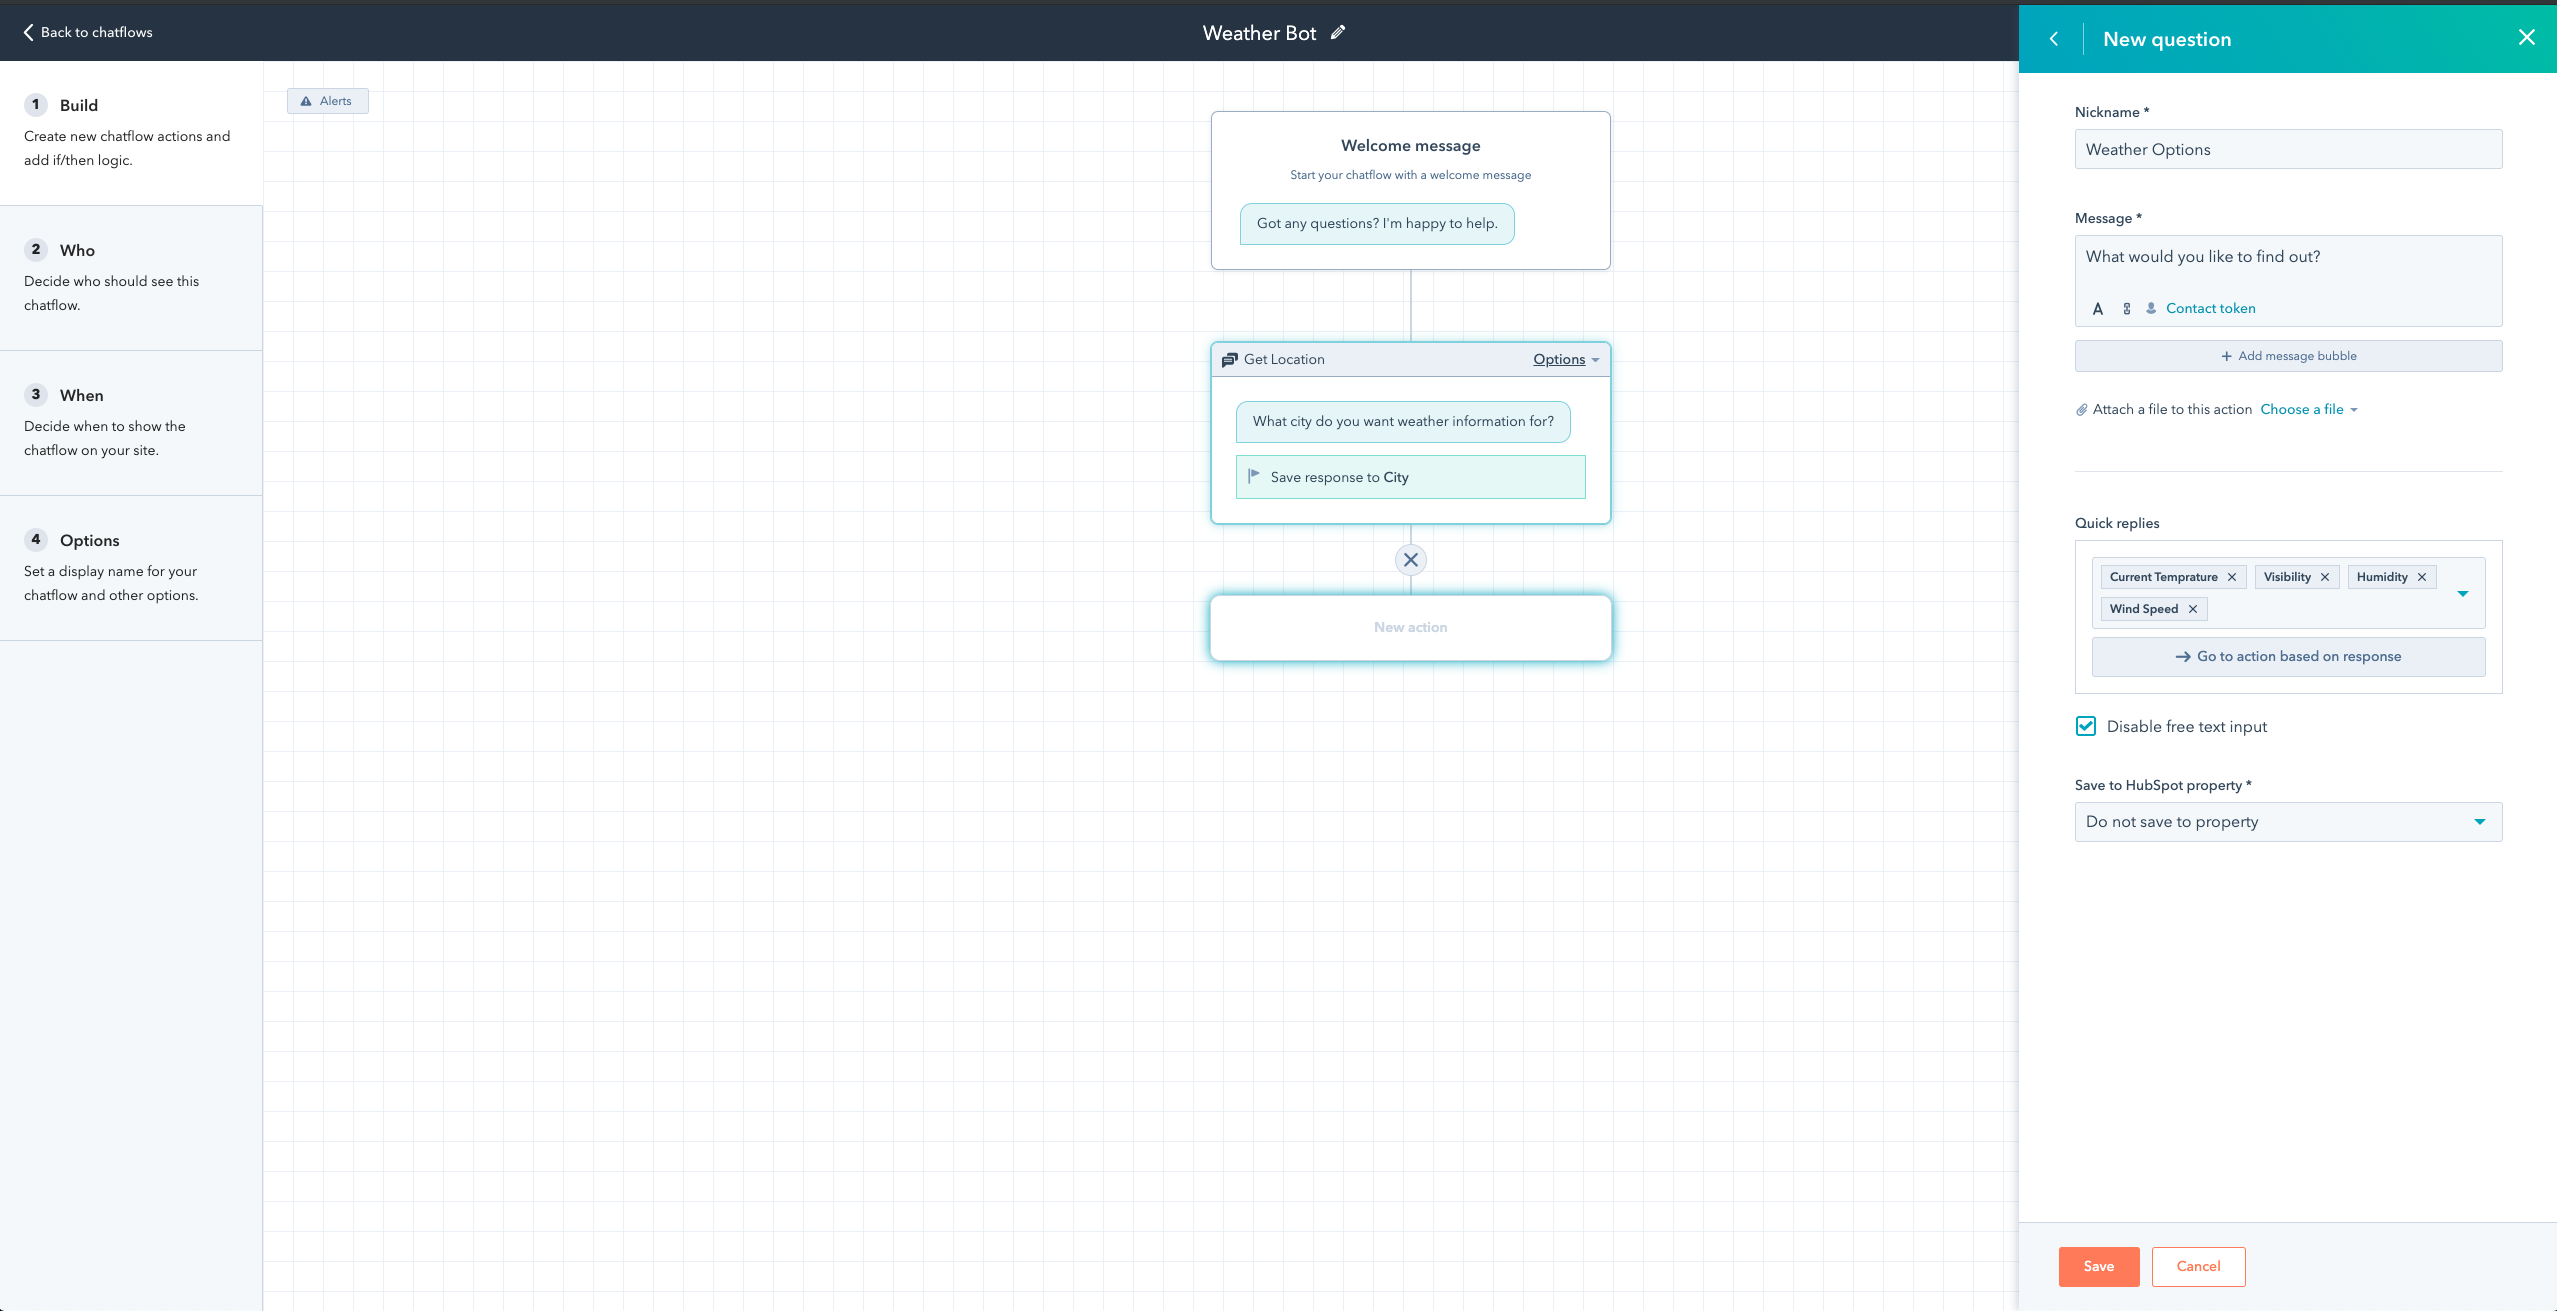 Back to chatflows
Weather Bot
1 Build
Create new chatflow actions and
add if/then logic.
2 Who
Decide who should see this
chatflow.
3 When
Decide when to show the
chatflow on your site.
4 Options
Set a display name for your
chatflow and other options.
Alerts
Welcome message
Start your chatflow with a welcome message
Got any questions? I'm happy to help.
Get Location Options
What city do you want weather information for?
Save response to City
New action
New question
Nickname *
Weather Options
Message *
What would you like to find out?
A Contact token
+ Add message bubble
Attach a file to this action Choose a file
Quick replies
Current Temprature Visibility Humidity
Wind Speed
Go to action based on response
Disable free text input
Save to HubSpot property *
Do not save to property
Save Cancel